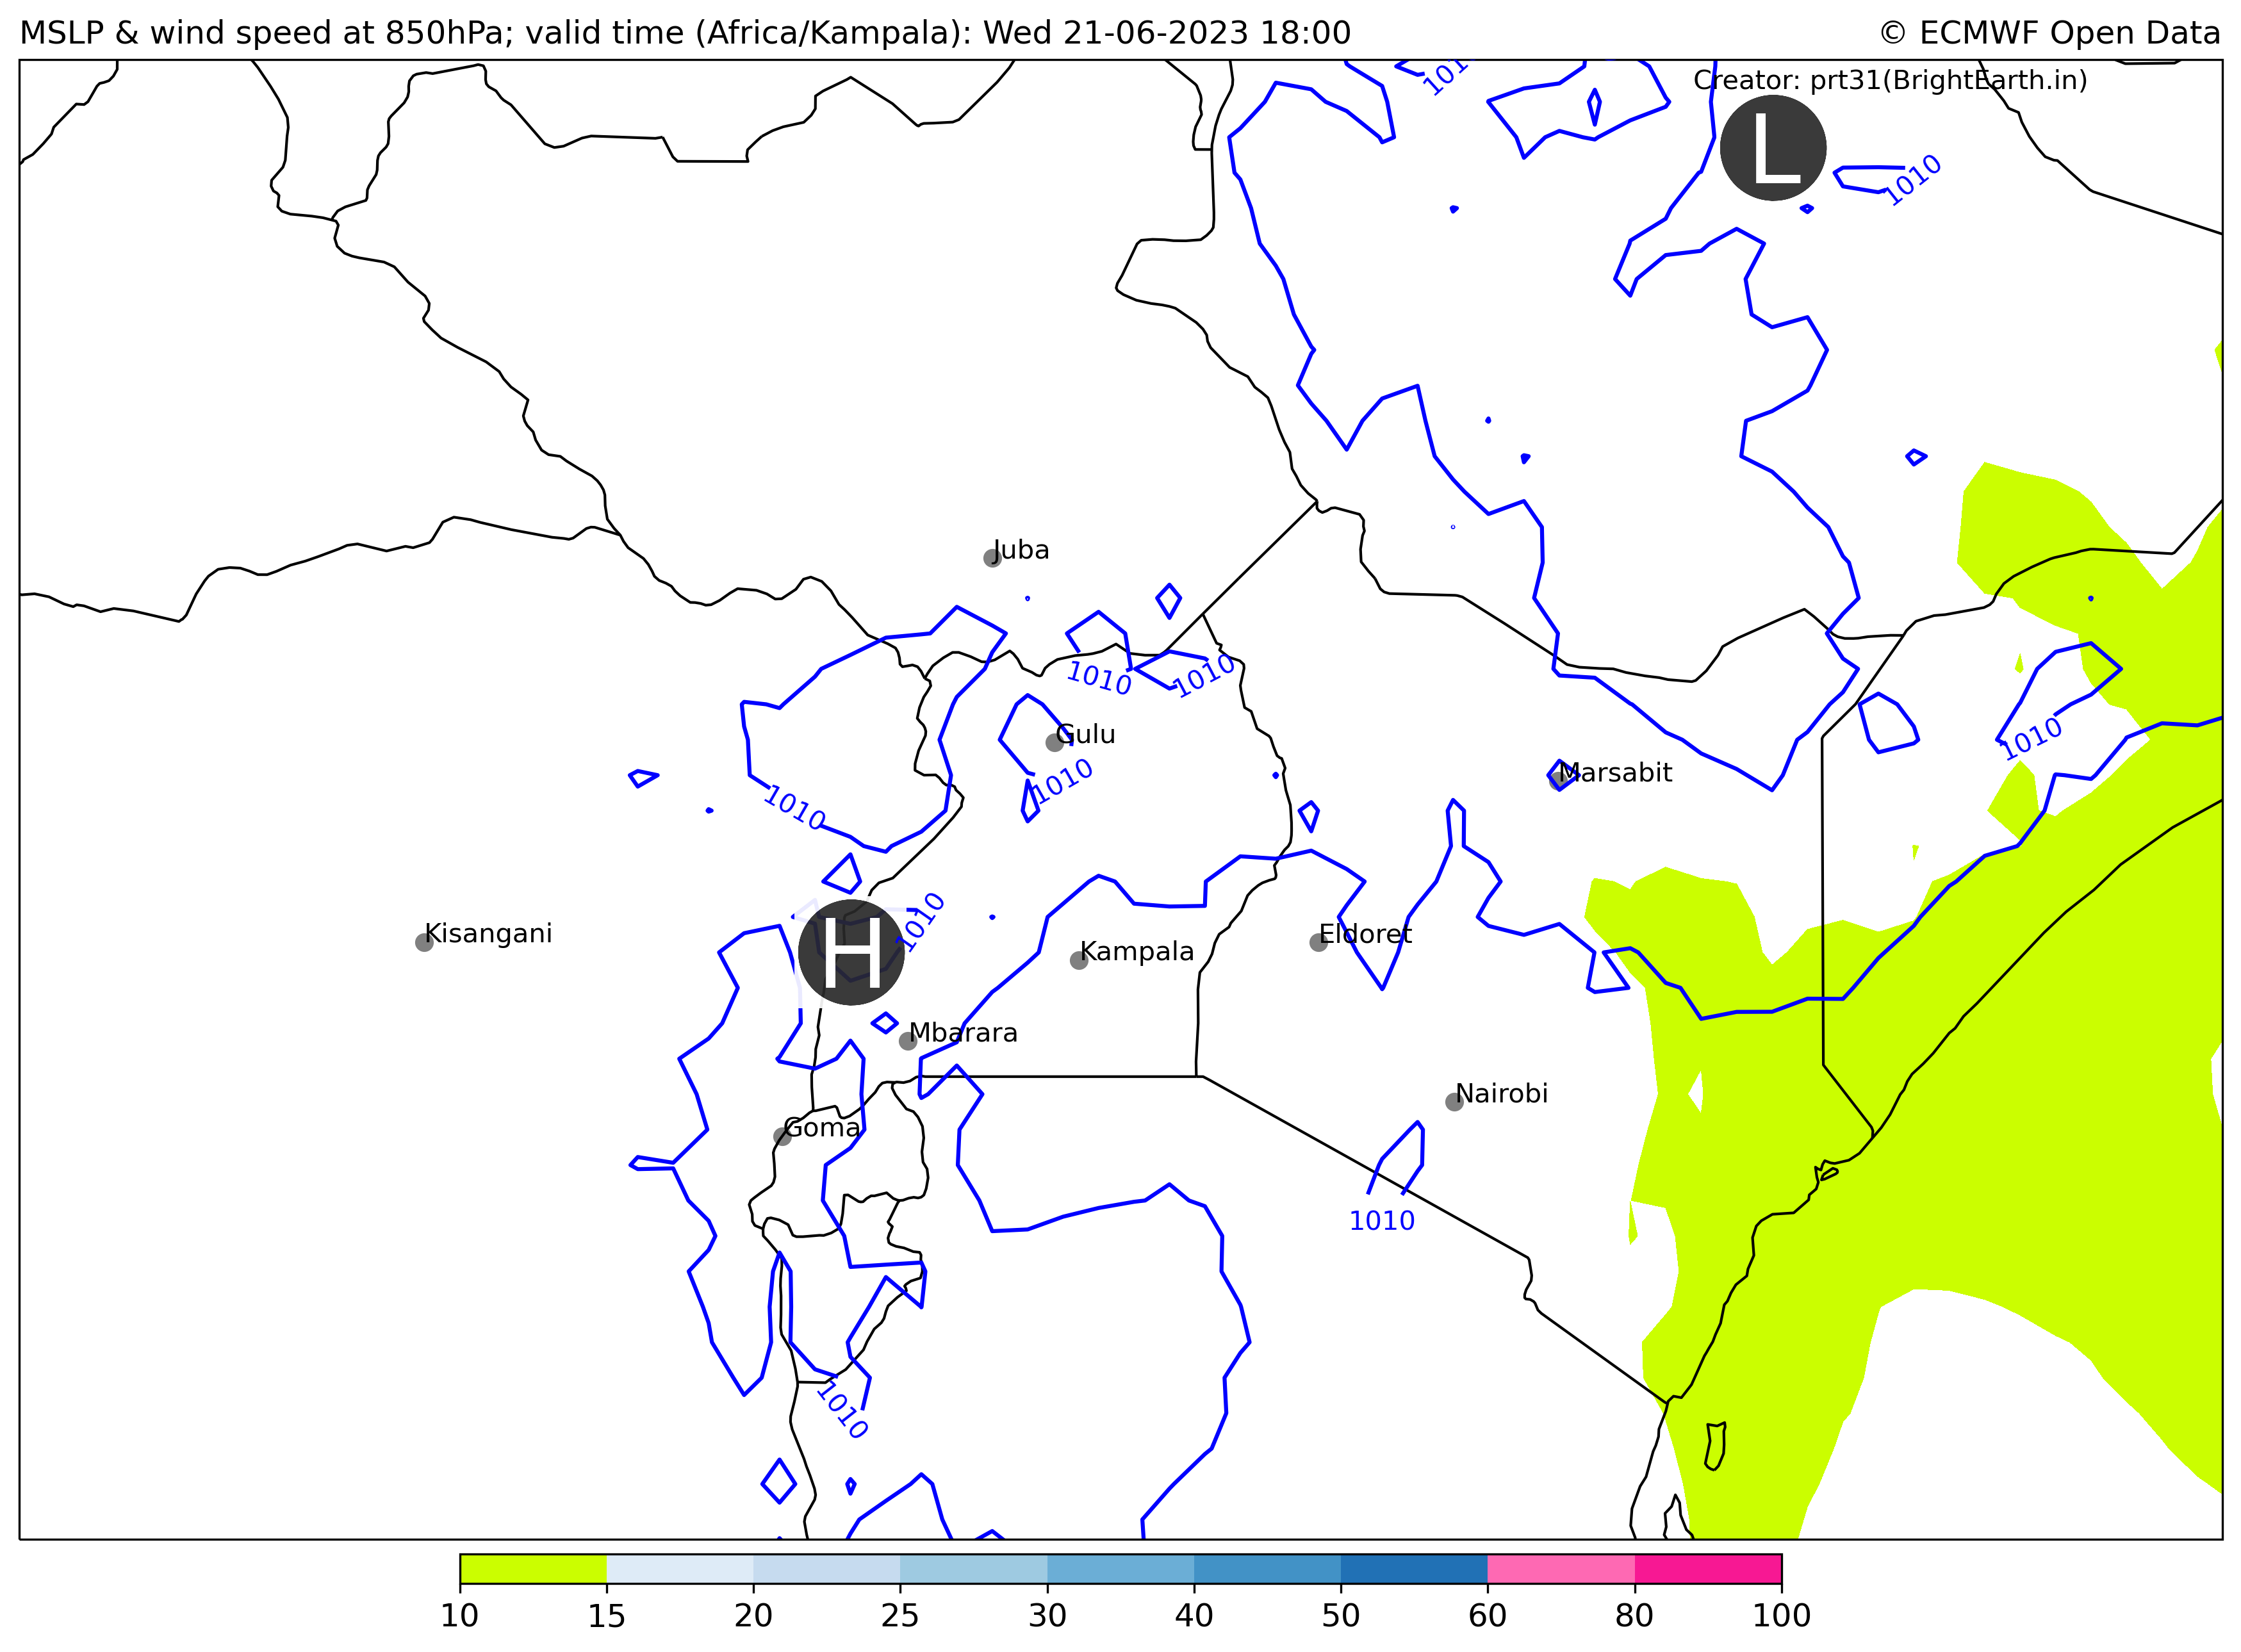 MSLP & wind speed at 850hPa; valid time (Africa/Kampala): Wed 21-06-2023 18:00
© ECMWF Open Data
101
Creator: prt31(BrightEarth.in)
L
1010
Juba
1010
1010
Gulu
1010
1010
Marsabit
1010
1010
Kisangani
H
Kampala
Eldoret
Mbarara
Nairobi
Goma
1010
1010
10 15 20 25 30 40 50 60 80 100